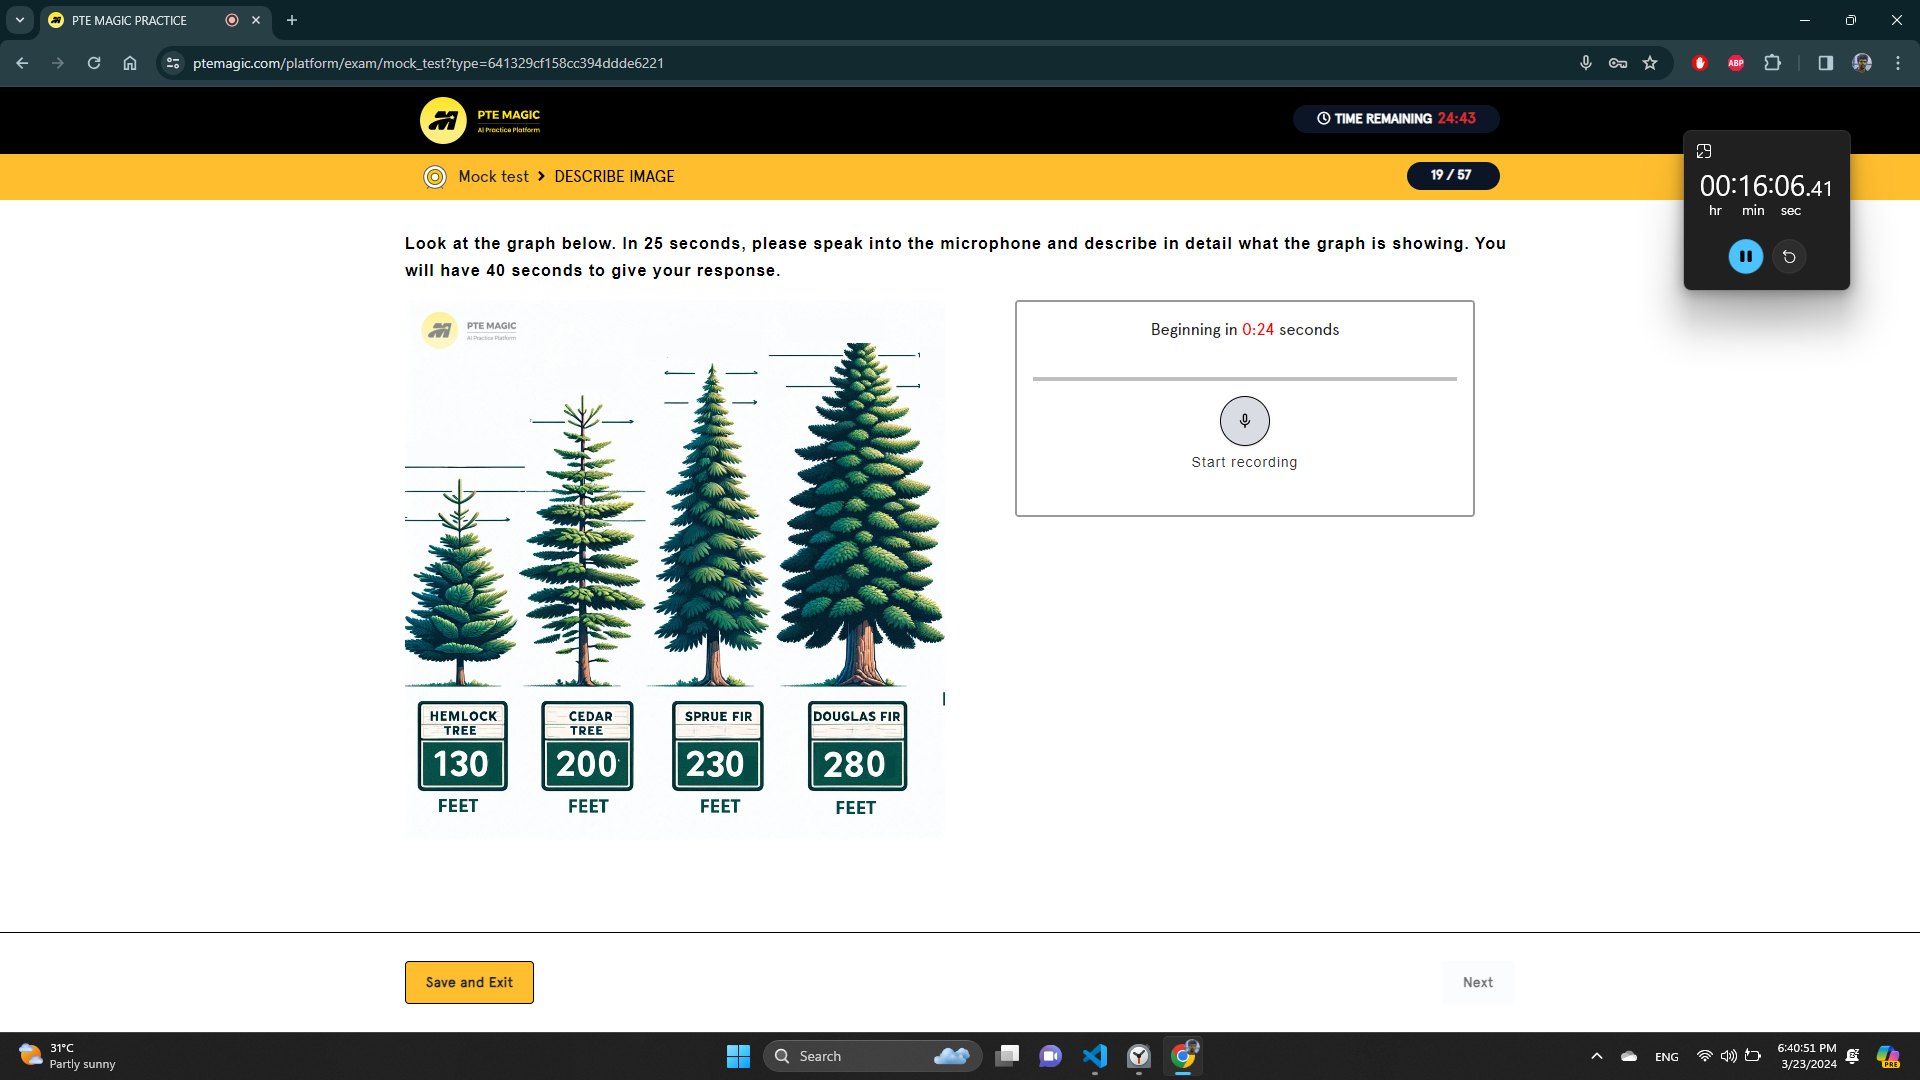 PTE MAGIC PRACTICE
ptemagic.com/platform/exam/mock_test?type=641329cf158cc394ddde6221
ABP
PTE MAGIC
AI Practice Platform
TIME REMAINING 24:43
Mock test > DESCRIBE IMAGE
19 / 57
00:16:06.41
hr min sec
Look at the graph below. In 25 seconds, please speak into the microphone and describe in detail what the graph is showing. You
will have 40 seconds to give your response.
PTE MAGIC
AI Practice Platform
Beginning in 0:24 seconds
Start recording
HEMLOCK TREE
130
FEET
CEDAR TREE
200
FEET
SPRUE FIR
230
FEET
DOUGLAS FIR
280
FEET
Save and Exit
Next
31°C
Partly sunny
Search
ENG
6:40:51 PM
3/23/2024
PRE